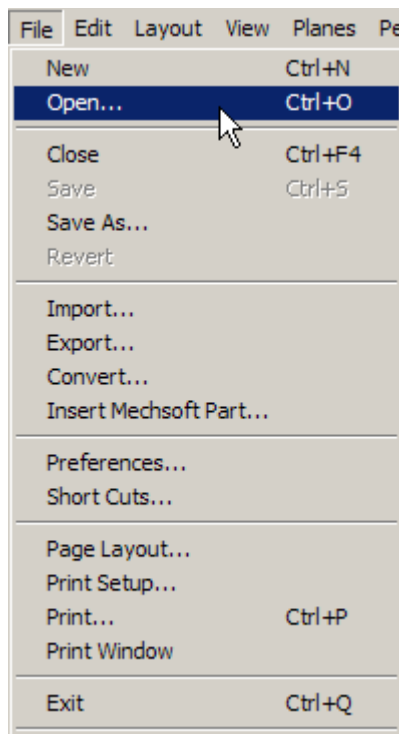 File Edit Layout View Planes Pe
New Ctrl+N
Open... Ctrl+O
Close Ctrl+F4
Save Ctrl+S
Save As...
Revert
Import...
Export...
Convert...
Insert Mechsoft Part...
Preferences...
Short Cuts...
Page Layout...
Print Setup...
Print... Ctrl+P
Print Window
Exit Ctrl+Q